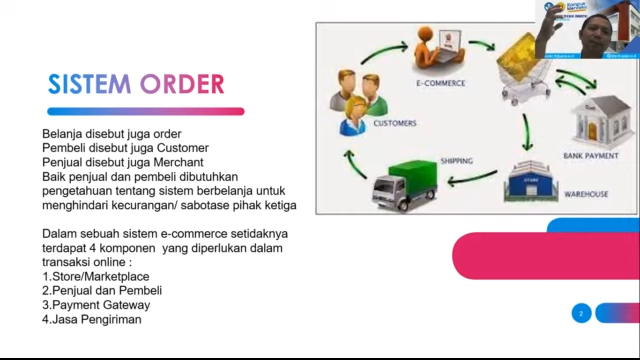 SISTEM ORDER
Belanja disebut juga order
Pembeli disebut juga Customer
Penjual disebut juga Merchant
Baik penjual dan pembeli dibutuhkan
pengetahuan tentang sistem berbelanja untuk
menghindari kecurangan/ sabotase pihak ketiga
Dalam sebuah sistem e-commerce setidaknya
terdapat 4 komponen yang diperlukan dalam
transaksi online :
1.Store/Marketplace
2.Penjual dan Pembeli
3.Payment Gateway
4.Jasa Pengiriman
E-COMMERCE
CUSTOMERS
BANK PAYMENT
SHIPPING
WAREHOUSE
2